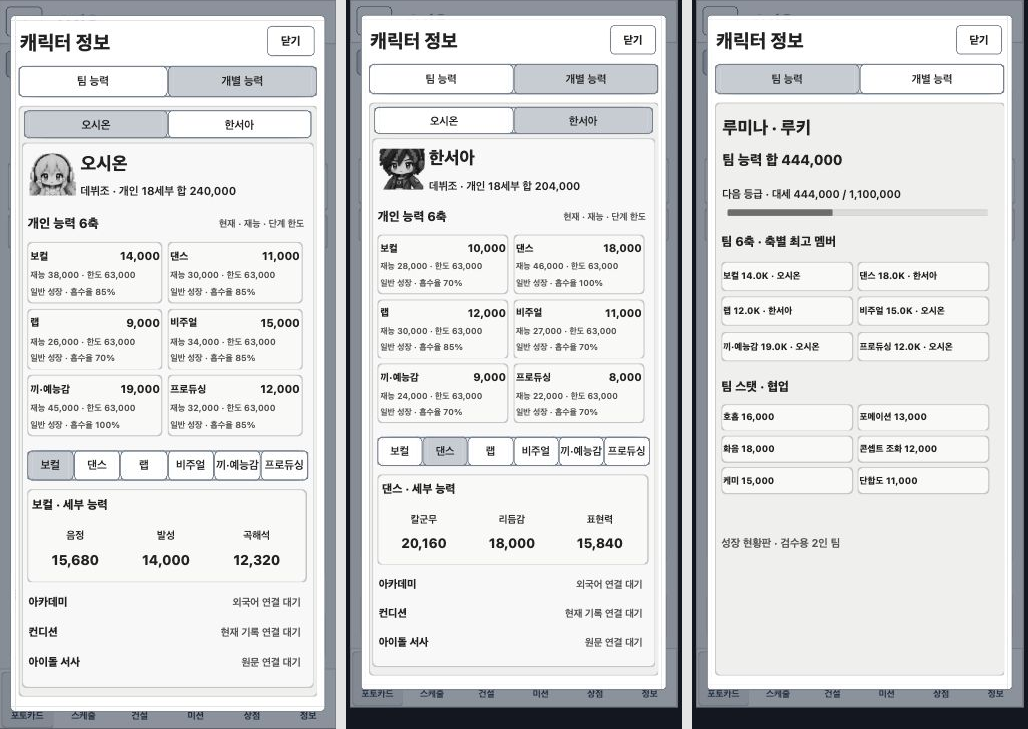 캐릭터 정보
닫기
팀 능력
개별 능력
오시온
한서아
오시온
데뷔조 · 개인 18세부 합 240,000
개인 능력 6축
현재 · 재능 · 단계 한도
보컬 14,000
재능 38,000 · 한도 63,000
일반 성장 · 흡수율 85%
댄스 11,000
재능 30,000 · 한도 63,000
일반 성장 · 흡수율 85%
랩 9,000
재능 26,000 · 한도 63,000
일반 성장 · 흡수율 70%
비주얼 15,000
재능 34,000 · 한도 63,000
일반 성장 · 흡수율 85%
끼·예능감 19,000
재능 45,000 · 한도 63,000
일반 성장 · 흡수율 100%
프로듀싱 12,000
재능 32,000 · 한도 63,000
일반 성장 · 흡수율 85%
보컬
댄스
랩
비주얼
끼·예능감
프로듀싱
보컬 · 세부 능력
음정
발성
곡해석
15,680
14,000
12,320
아카데미
외국어 연결 대기
컨디션
현재 기록 연결 대기
아이돌 서사
원문 연결 대기
포토카드
스케줄
건설
미션
상점
정보
캐릭터 정보
닫기
팀 능력
개별 능력
오시온
한서아
한서아
데뷔조 · 개인 18세부 합 204,000
개인 능력 6축
현재 · 재능 · 단계 한도
보컬 10,000
재능 28,000 · 한도 63,000
일반 성장 · 흡수율 70%
댄스 18,000
재능 46,000 · 한도 63,000
일반 성장 · 흡수율 100%
랩 12,000
재능 30,000 · 한도 63,000
일반 성장 · 흡수율 85%
비주얼 11,000
재능 27,000 · 한도 63,000
일반 성장 · 흡수율 70%
끼·예능감 9,000
재능 24,000 · 한도 63,000
일반 성장 · 흡수율 70%
프로듀싱 8,000
재능 22,000 · 한도 63,000
일반 성장 · 흡수율 70%
보컬
댄스
랩
비주얼
끼·예능감
프로듀싱
댄스 · 세부 능력
칼군무
리듬감
표현력
20,160
18,000
15,840
아카데미
외국어 연결 대기
컨디션
현재 기록 연결 대기
아이돌 서사
원문 연결 대기
포토카드
스케줄
건설
미션
상점
정보
캐릭터 정보
닫기
팀 능력
개별 능력
루미나 · 루키
팀 능력 합 444,000
다음 등급 · 대세 444,000 / 1,100,000
팀 6축 · 축별 최고 멤버
보컬 14.0K · 오시온
댄스 18.0K · 한서아
랩 12.0K · 한서아
비주얼 15.0K · 오시온
끼·예능감 19.0K · 오시온
프로듀싱 12.0K · 오시온
팀 스탯 · 협업
호흡 16,000
포메이션 13,000
화음 18,000
콘셉트 조화 12,000
케미 15,000
단합도 11,000
성장 현황판 · 검수용 2인 팀
포토카드
스케줄
건설
미션
상점
정보